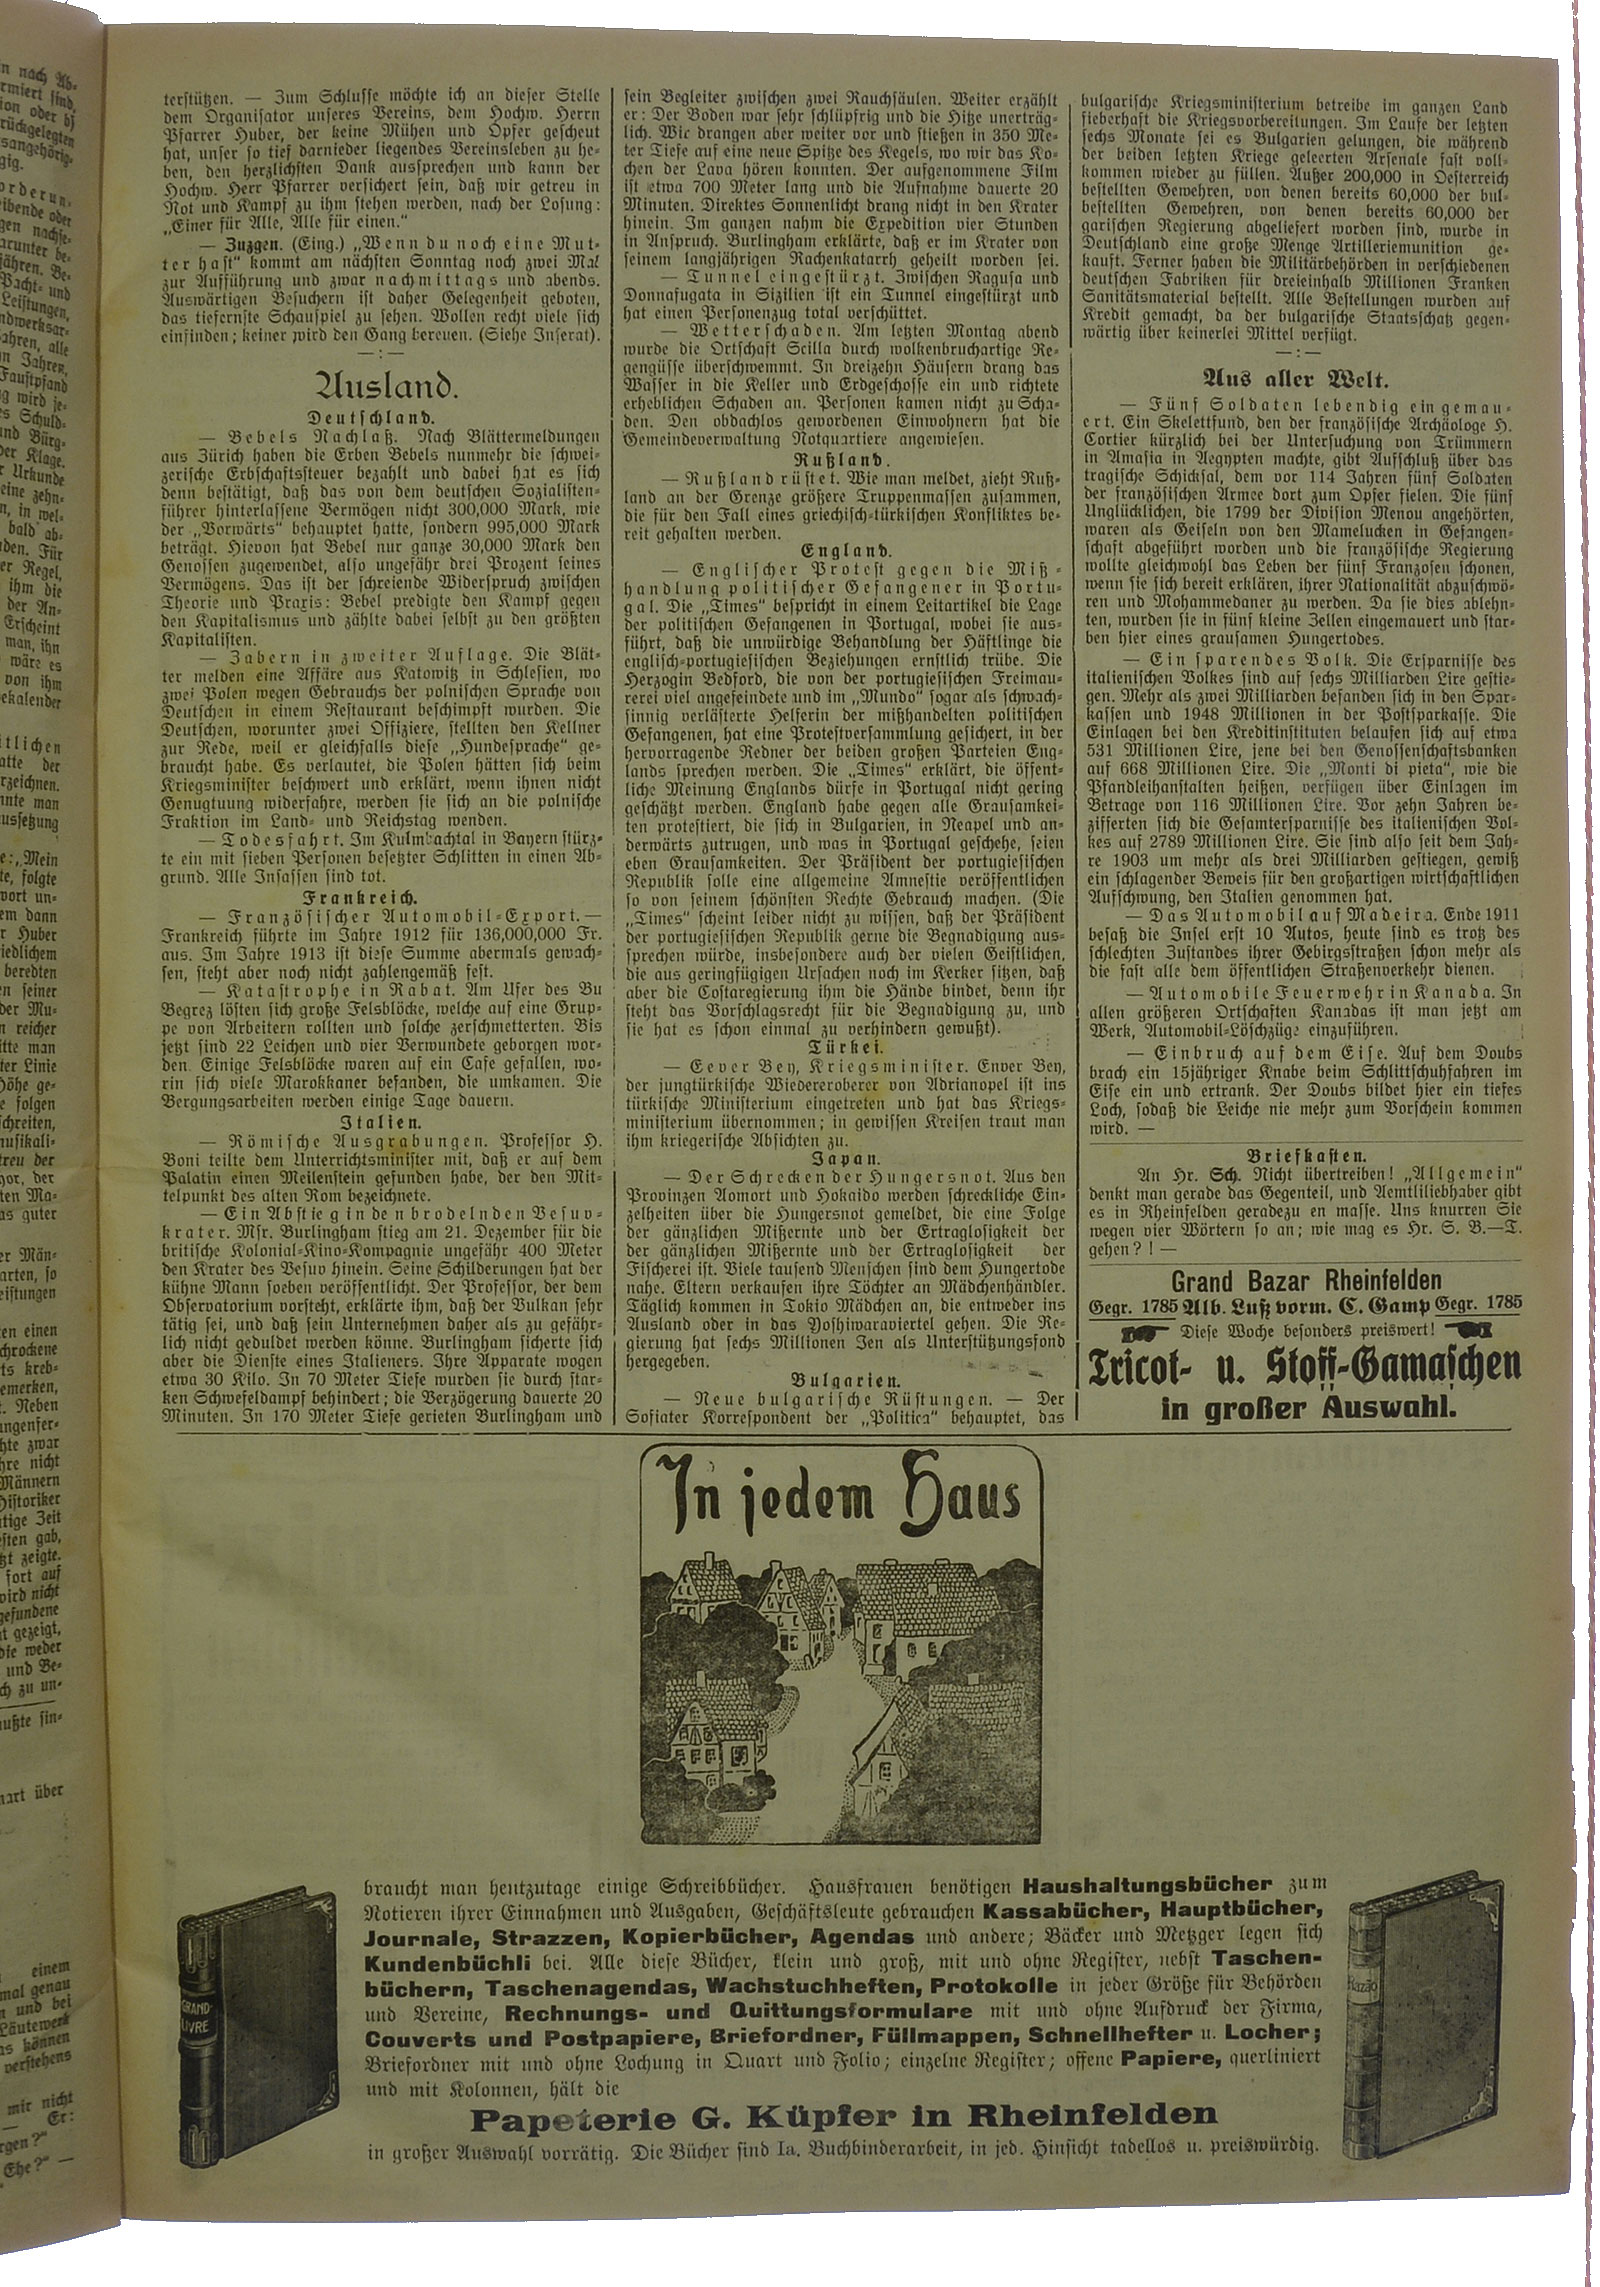 terstützen. — Zum Schlusse möchte ich an dieser Stelle
dem Organisator unseres Vereins, dem Hochw. Herrn
Pfarrer Huber, der keine Mühen und Opfer gescheut
hat, unser so tief darnieder liegendes Vereinsleben zu he-
ben, den herzlichsten Dank aussprechen und kann der
Hochw. Herr Pfarrer versichert sein, daß wir getreu in
Not und Kampf zu ihm stehen werden, nach der Losung:
„Einer für Alle, Alle für einen."
— Zuzgen. (Eing.) „Wenn du noch eine Mut-
ter hast" kommt am nächsten Sonntag noch zwei Mal
zur Aufführung und zwar nachmittags und abends.
Auswärtigen Besuchern ist daher Gelegenheit geboten,
das tiefernste Schauspiel zu sehen. Wollen recht viele sich
einfinden; keiner wird den Gang bereuen. (Siehe Inserat).
—:—
Ausland.
Deutschland.
— Bebels Nachlaß. Nach Blättermeldungen
aus Zürich haben die Erben Bebels nunmehr die schwei-
zerische Erbschaftssteuer bezahlt und dabei hat es sich
denn bestätigt, daß das von dem deutschen Sozialisten-
führer hinterlassene Vermögen nicht 300,000 Mark, wie
der „Vorwärts" behauptet hatte, sondern 995,000 Mark
beträgt. Hievon hat Bebel nur ganze 30,000 Mark den
Genossen zugewendet, also ungefähr drei Prozent seines
Vermögens. Das ist der schreiende Widerspruch zwischen
Theorie und Praxis: Bebel predigte den Kampf gegen
den Kapitalismus und zählte dabei selbst zu den größten
Kapitalisten.
— Zabern in zweiter Auflage. Die Blät-
ter melden eine Affäre aus Katowitz in Schlesien, wo
zwei Polen wegen Gebrauchs der polnischen Sprache von
Deutschen in einem Restaurant beschimpft wurden. Die
Deutschen, worunter zwei Offiziere, stellten den Kellner
zur Rede, weil er gleichfalls diese „Hundesprache" ge-
braucht habe. Es verlautet, die Polen hätten sich beim
Kriegsminister beschwert und erklärt, wenn ihnen nicht
Genugtuung widerfahre, werden sie sich an die polnische
Fraktion im Land- und Reichstag wenden.
— Todesfahrt. Im Kulmbachtal in Bayern stürz-
te ein mit sieben Personen besetzter Schlitten in einen Ab-
grund. Alle Insassen sind tot.
Frankreich.
— Französischer Automobil-Export. —
Frankreich führte im Jahre 1912 für 136,000,000 Fr.
aus. Im Jahre 1913 ist diese Summe abermals gewach-
sen, steht aber noch nicht zahlengemäß fest.
— Katastrophe in Rabat. Am Ufer des Bu
Begrez lösten sich große Felsblöcke, welche auf eine Grup-
pe von Arbeitern rollten und solche zerschmetterten. Bis
jetzt sind 22 Leichen und vier Verwundete geborgen wor-
den. Einige Felsblöcke waren auf ein Cafe gefallen, wo-
rin sich viele Marokkaner befanden, die umkamen. Die
Bergungsarbeiten werden einige Tage dauern.
Italien.
— Römische Ausgrabungen. Professor H.
Boni teilte dem Unterrichtsminister mit, daß er auf dem
Palatin einen Meilenstein gefunden habe, der den Mit-
telpunkt des alten Rom bezeichnete.
— Ein Abstieg in den brodelnden Vesuv-
krater. Msr. Burlingham stieg am 21. Dezember für die
britische Kolonial-Kino-Kompagnie ungefähr 400 Meter
den Krater des Vesuv hinein. Seine Schilderungen hat der
kühne Mann soeben veröffentlicht. Der Professor, der dem
Observatorium vorsteht, erklärte ihm, daß der Vulkan sehr
tätig sei, und daß sein Unternehmen daher als zu gefähr-
lich nicht geduldet werden könne. Burlingham sicherte sich
aber die Dienste eines Italieners. Ihre Apparate wogen
etwa 30 Kilo. In 70 Meter Tiefe wurden sie durch star-
ken Schwefeldampf behindert; die Verzögerung dauerte 20
Minuten. In 170 Meter Tiefe gerieten Burlingham und
sein Begleiter zwischen zwei Rauchsäulen. Weiter erzählt
er: Der Boden war sehr schlüpfrig und die Hitze unerträg-
lich. Wir drangen aber weiter vor und stießen in 350 Me-
ter Tiefe auf eine neue Spitze des Kegels, wo wir das Ko-
chen der Lava hören konnten. Der aufgenommene Film
ist etwa 700 Meter lang und die Aufnahme dauerte 20
Minuten. Direktes Sonnenlicht drang nicht in den Krater
hinein. Im ganzen nahm die Expedition vier Stunden
in Anspruch. Burlingham erklärte, daß er im Krater von
seinem langjährigen Rachenkatarrh geheilt worden sei.
— Tunnel eingestürzt. Zwischen Ragusa und
Donnafugata in Sizilien ist ein Tunnel eingestürzt und
hat einen Personenzug total verschüttet.
— Wetterschaden. Am letzten Montag abend
wurde die Ortschaft Scilla durch wolkenbruchartige Re-
gengüsse überschwemmt. In dreizehn Häusern drang das
Wasser in die Keller und Erdgeschosse ein und richtete
erheblichen Schaden an. Personen kamen nicht zu Scha-
den. Den obdachlos gewordenen Einwohnern hat die
Gemeindeverwaltung Notquartiere angewiesen.
Rußland.
— Rußland rüstet. Wie man meldet, zieht Ruß-
land an der Grenze größere Truppenmassen zusammen,
die für den Fall eines griechisch-türkischen Konfliktes be-
reit gehalten werden.
England.
— Englischer Protest gegen die Miß-
handlung politischer Gefangener in Portu-
gal. Die „Times" bespricht in einem Leitartikel die Lage
der politischen Gefangenen in Portugal, wobei sie aus-
führt, daß die unwürdige Behandlung der Häftlinge die
englisch-portugiesischen Beziehungen ernstlich trübe. Die
Herzogin Bedford, die von der portugiesischen Freimau-
rerei viel angefeindete und im „Mundo" sogar als schwach-
sinnig verlästerte Helferin der mißhandelten politischen
Gefangenen, hat eine Protestversammlung gesichert, in der
hervorragende Redner der beiden großen Parteien Eng-
lands sprechen werden. Die „Times" erklärt, die öffent-
liche Meinung Englands dürfe in Portugal nicht gering
geschätzt werden. England habe gegen alle Grausamkei-
ten protestiert, die sich in Bulgarien, in Neapel und an-
derwärts zutrugen, und was in Portugal geschehe, seien
eben Grausamkeiten. Der Präsident der portugiesischen
Republik solle eine allgemeine Amnestie veröffentlichen
so von seinem schönsten Rechte Gebrauch machen. (Die
„Times" scheint leider nicht zu wissen, daß der Präsident
der portugiesischen Republik gerne die Begnadigung aus-
sprechen würde, insbesondere auch der vielen Geistlichen,
die aus geringfügigen Ursachen noch im Kerker sitzen, daß
aber die Costaregierung ihm die Hände bindet, denn ihr
steht das Vorschlagsrecht für die Begnadigung zu, und
sie hat es schon einmal zu verhindern gewußt).
Türkei.
— Eever Bey, Kriegsminister. Enver Bey,
der jungtürkische Wiedereroberer von Adrianopel ist ins
türkische Ministerium eingetreten und hat das Kriegs-
ministerium übernommen; in gewissen Kreisen traut man
ihm kriegerische Absichten zu.
Japan.
— Der Schrecken der Hungersnot. Aus den
Provinzen Aomort und Hokaido werden schreckliche Ein-
zelheiten über die Hungersnot gemeldet, die eine Folge
der gänzlichen Mißernte und der Ertraglosigkeit der
der gänzlichen Mißernte und der Ertraglosigkeit der
Fischerei ist. Viele tausend Menschen sind dem Hungertode
nahe. Eltern verkaufen ihre Töchter an Mädchenhändler.
Täglich kommen in Tokio Mädchen an, die entweder ins
Ausland oder in das Yoshiwaraviertel gehen. Die Re-
gierung hat sechs Millionen Jen als Unterstützungsfond
hergegeben.
Bulgarien.
— Neue bulgarische Rüstungen. — Der
Sofiater Korrespondent der „Politica" behauptet, das
bulgarische Kriegsministerium betreibe im ganzen Land
fieberhaft die Kriegsvorbereitungen. Im Laufe der letzten
sechs Monate sei es Bulgarien gelungen, die während
der beiden letzten Kriege geleerten Arsenale fast voll-
kommen wieder zu füllen. Außer 200,000 in Oesterreich
bestellten Gewehren, von denen bereits 60,000 der bul-
bestellten Gewehren, von denen bereits 60,000 der
garischen Regierung abgeliefert worden sind, wurde in
Deutschland eine große Menge Artilleriemunition ge-
kauft. Ferner haben die Militärbehörden in verschiedenen
deutschen Fabriken für dreieinhalb Millionen Franken
Sanitätsmaterial bestellt. Alle Bestellungen wurden auf
Kredit gemacht, da der bulgarische Staatsschatz gegen-
wärtig über keinerlei Mittel verfügt.
—:—
Aus aller Welt.
— Fünf Soldaten lebendig eingemau-
ert. Ein Skelettfund, den der französische Archäologe H.
Cortier kürzlich bei der Untersuchung von Trümmern
in Amasia in Aegypten machte, gibt Aufschluß über das
tragische Schicksal, dem vor 114 Jahren fünf Soldaten
der französischen Armee dort zum Opfer fielen. Die fünf
Unglücklichen, die 1799 der Division Menou angehörten,
waren als Geiseln von den Mamelucken in Gefangen-
schaft abgeführt worden und die französische Regierung
wollte gleichwohl das Leben der fünf Franzosen schonen,
wenn sie sich bereit erklären, ihrer Nationalität abzuschwö-
ren und Mohammedaner zu werden. Da sie dies ablehn-
ten, wurden sie in fünf kleine Zellen eingemauert und star-
ben hier eines grausamen Hungertodes.
— Ein sparendes Volk. Die Ersparnisse des
italienischen Volkes sind auf sechs Milliarden Lire gestie-
gen. Mehr als zwei Milliarden befanden sich in den Spar-
kassen und 1948 Millionen in der Postsparkasse. Die
Einlagen bei den Kreditinstituten belaufen sich auf etwa
531 Millionen Lire, jene bei den Genossenschaftsbanken
auf 668 Millionen Lire. Die „Monti di pieta", wie die
Pfandleihanstalten heißen, verfügen über Einlagen im
Betrage von 116 Millionen Lire. Vor zehn Jahren be-
zifferten sich die Gesamtersparnisse des italienischen Vol-
kes auf 2789 Millionen Lire. Sie sind also seit dem Jah-
re 1903 um mehr als drei Milliarden gestiegen, gewiß
ein schlagender Beweis für den großartigen wirtschaftlichen
Aufschwung, den Italien genommen hat.
— Das Automobil auf Madeira. Ende 1911
besaß die Insel erst 10 Autos, heute sind es trotz des
schlechten Zustandes ihrer Gebirgsstraßen schon mehr als
die fast alle dem öffentlichen Straßenverkehr dienen.
— Automobile Feuerwehr in Kanada. In
allen größeren Ortschaften Kanadas ist man jetzt am
Werk, Automobil-Löschzüge einzuführen.
— Einbruch auf dem Eise. Auf dem Doubs
brach ein 15jähriger Knabe beim Schlittschuhfahren im
Eise ein und ertrank. Der Doubs bildet hier ein tiefes
Loch, sodaß die Leiche nie mehr zum Vorschein kommen
wird. —
Briefkasten.
An Hr. Sch. Nicht übertreiben! „Allgemein"
denkt man gerade das Gegenteil, und Aemtliliebhaber gibt
es in Rheinfelden geradezu en masse. Uns knurren Sie
wegen vier Wörtern so an; wie mag es Hr. S. B.—T.
gehen?! —
Grand Bazar Rheinfelden
Gegr. 1785 Alb. Lutz vorm. C. Gamp Gegr. 1785
Diese Woche besonders preiswert!
Tricot- u. Stoff-Gamaschen
in großer Auswahl.
In jedem Haus
braucht man heutzutage einige Schreibbücher. Hausfrauen benötigen Haushaltungsbücher zum
Notieren ihrer Einnahmen und Ausgaben, Geschäftsleute gebrauchen Kassabücher, Hauptbücher,
Journale, Strazzen, Kopierbücher, Agendas und andere; Bäcker und Metzger legen sich
Kundenbüchli bei. Alle diese Bücher, klein und groß, mit und ohne Register, nebst Taschen-
büchern, Taschenagendas, Wachstuchheften, Protokolle in jeder Größe für Behörden
und Vereine, Rechnungs- und Quittungsformulare mit und ohne Aufdruck der Firma,
Couverts und Postpapiere, Briefordner, Füllmappen, Schnellhefter u. Locher;
Briefordner mit und ohne Lochung in Quart und Folio; einzelne Register; offene Papiere, querliniert
und mit Kolonnen, hält die
Papeterie G. Küpfer in Rheinfelden
in großer Auswahl vorrätig. Die Bücher sind Ia. Buchbinderarbeit, in jed. Hinsicht tadellos u. preiswürdig.
GRAND-
LIVRE